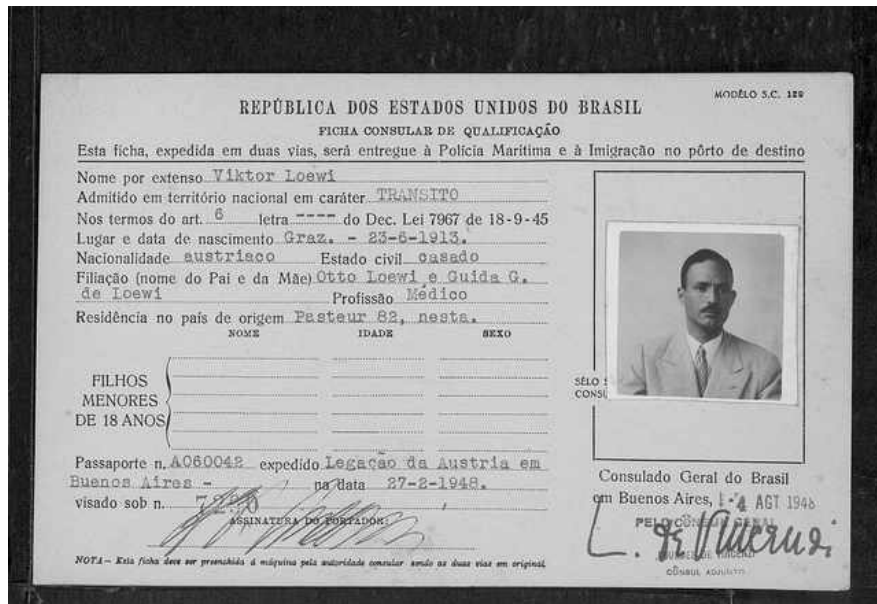 MODÊLO S.C. 129
REPÚBLICA DOS ESTADOS UNIDOS DO BRASIL
FICHA CONSULAR DE QUALIFICAÇÃO
Esta ficha, expedida em duas vias, será entregue à Polícia Marítima e à Imigração no pôrto de destino
Nome por extenso Viktor Loewi
Admitido em território nacional em caráter TRANSITO
Nos termos do art. 6 letra ---- do Dec. Lei 7967 de 18-9-45
Lugar e data de nascimento Graz. - 23-6-1913.
Nacionalidade austriaco Estado civil casado
Filiação (nome do Pai e da Mãe) Otto Loewi e Guida G.
de Loewi Profissão Médico
Residência no país de origem Pasteur 82, nesta.
NOME IDADE SEXO
FILHOS
MENORES
DE 18 ANOS
SÊLO
CONSU
Passaporte n. A060042 expedido Legação da Austria em
Buenos Aires - na data 27-2-1948.
visado sob n.
ASSINATURA DO PORTADOR:
NOTA — Esta ficha deve ser preenchida à máquina pela autoridade consular sendo as duas vias em original
Consulado Geral do Brasil
em Buenos Aires, 4 AGT 1948
PELO CÔNSUL GERAL
CÔNSUL ADJUNTO